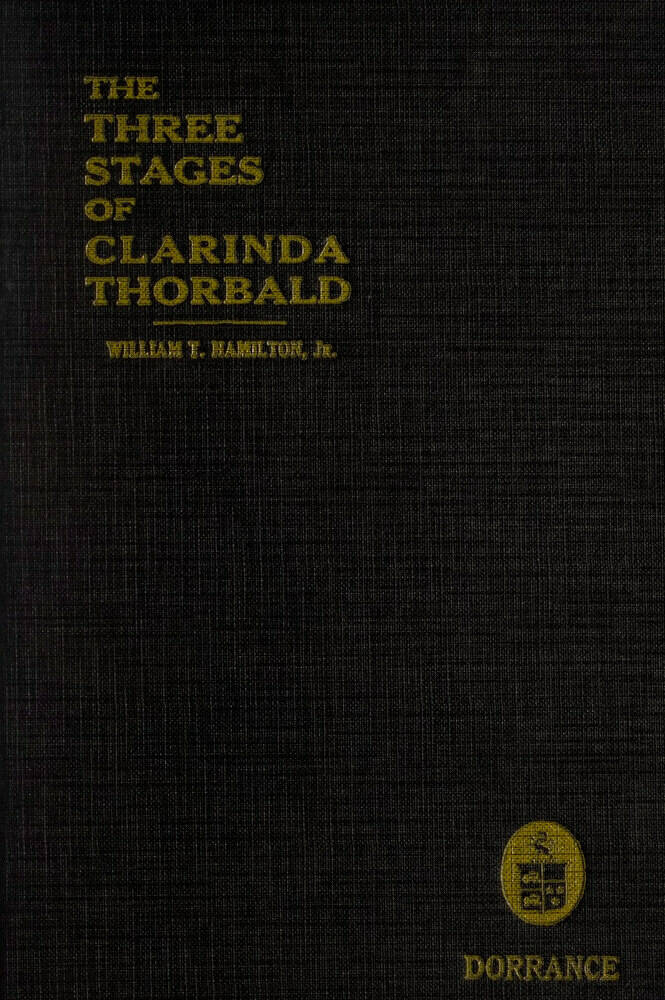 THE
THREE
STAGES
OF
CLARINDA
THORBALD
WILLIAM T. HAMILTON, Jr.
DORRANCE